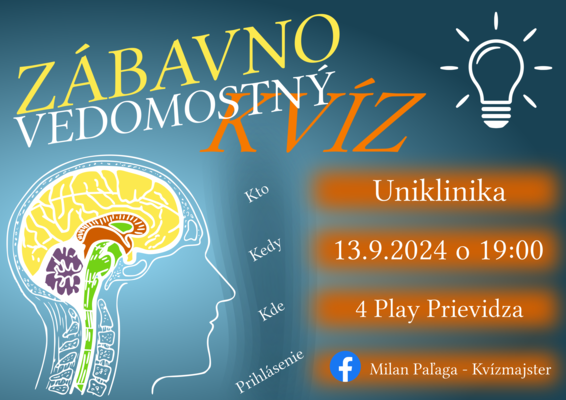 ZÁBAVNO
VEDOMOSTNÝ
KVÍZ
Kto
Uniklinika
Kedy
13.9.2024 o 19:00
Kde
4 Play Prievidza
Prihlásenie
Milan Paľaga - Kvízmajster